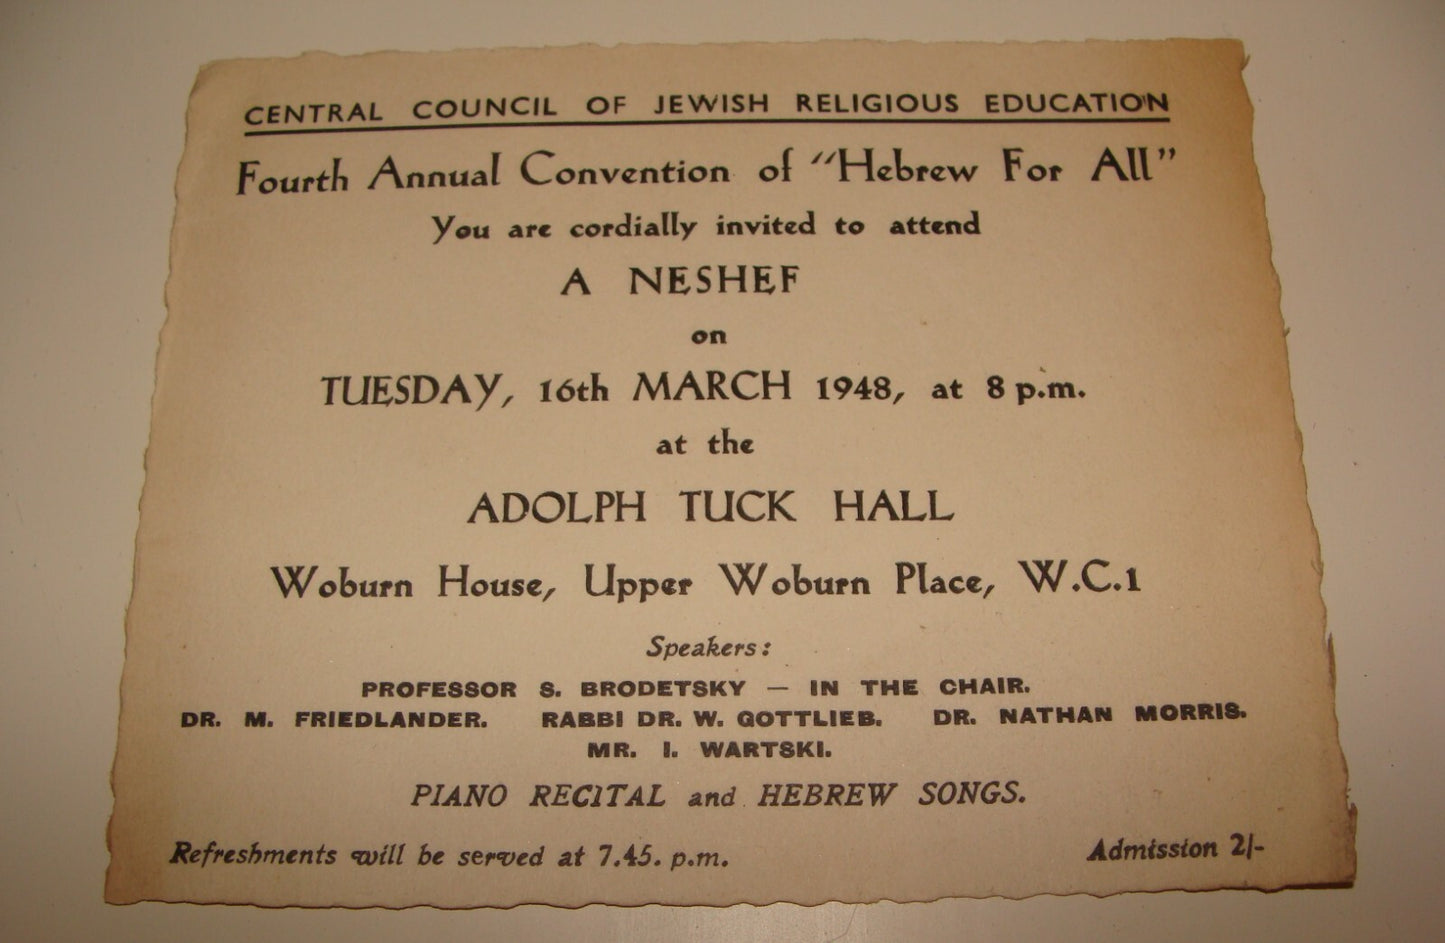 CENTRAL COUNCIL OF JEWISH RELIGIOUS EDUCATION
Fourth Annual Convention of "Hebrew For All"
You are cordially invited to attend
A NESHEF
on
TUESDAY, 16th MARCH 1948, at 8 p.m.
at the
ADOLPH TUCK HALL
Woburn House, Upper Woburn Place, W.C.1
Speakers:
PROFESSOR S. BRODETSKY — IN THE CHAIR.
DR. M. FRIEDLANDER. RABBI DR. W. GOTTLIEB. DR. NATHAN MORRIS.
MR. I. WARTSKI.
PIANO RECITAL and HEBREW SONGS.
Refreshments will be served at 7.45. p.m. Admission 2/-